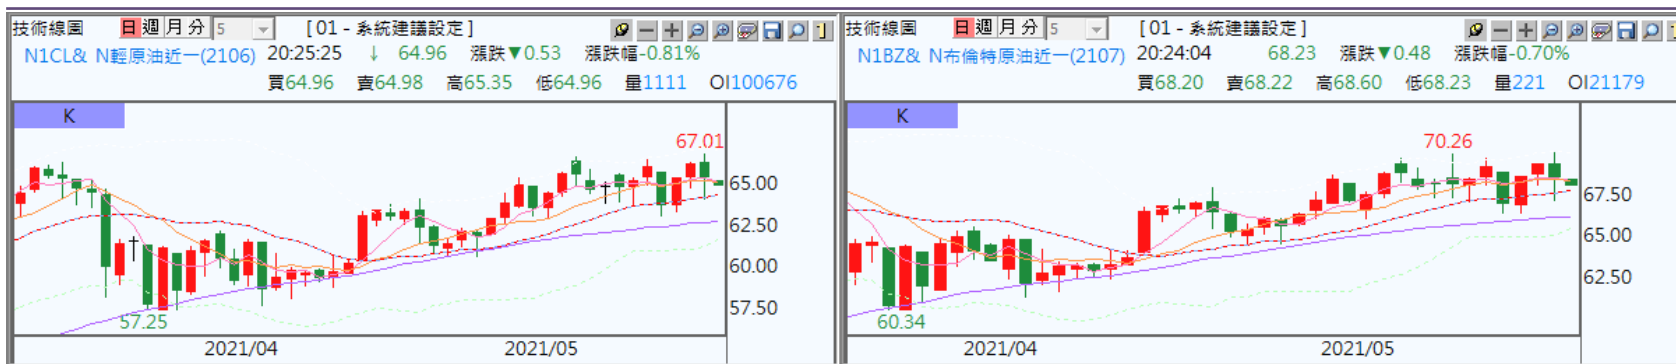 技術線圖 日 週 月 分 5 [ 01 - 系統建議設定 ]
N1CL& N輕原油近一(2106) 20:25:25 ↓ 64.96 漲跌▼0.53 漲跌幅-0.81%
買64.96 賣64.98 高65.35 低64.96 量1111 OI100676
K
67.01
65.00
62.50
60.00
57.50
57.25
2021/04 2021/05
技術線圖 日 週 月 分 5 [ 01 - 系統建議設定 ]
N1BZ& N布倫特原油近一(2107) 20:24:04 68.23 漲跌▼0.48 漲跌幅-0.70%
買68.20 賣68.22 高68.60 低68.23 量221 OI21179
K
70.26
67.50
65.00
62.50
60.34
2021/04 2021/05